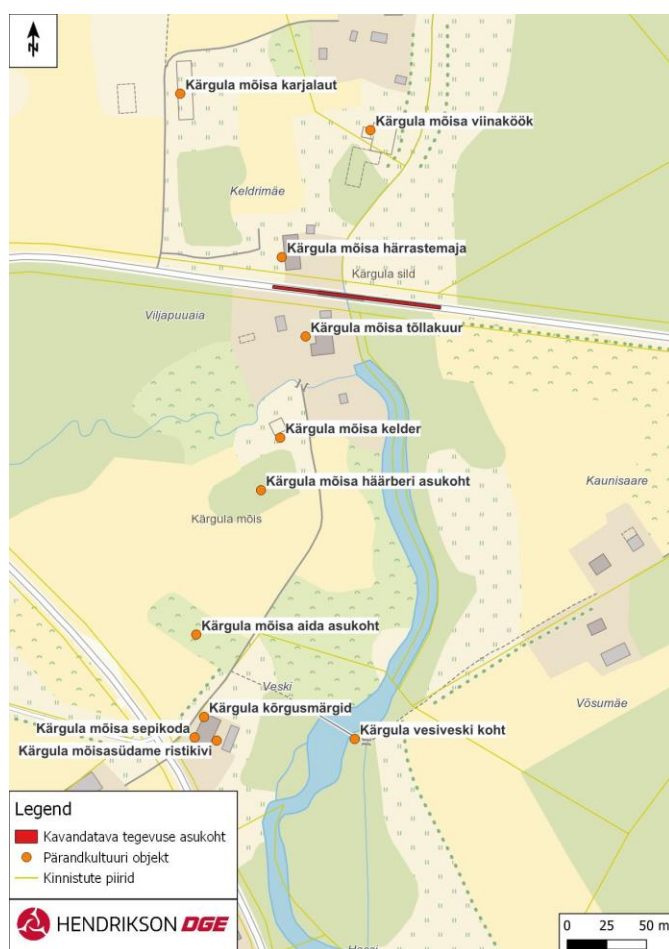 N
Kärgula mõisa karjalaut
Kärgula mõisa viinaköök
Keldrimäe
Kärgula mõisa härrastemaja
Kärgula sild
Viljapuuaia
Kärgula mõisa tõllakuur
Kärgula mõisa kelder
Kaunisaare
Kärgula mõisa häärberi asukoht
Kärgula mõis
Kärgula mõisa aida asukoht
Veski
Võsumäe
Kärgula kõrgusmärgid
Kärgula mõisa sepikoda
Kärgula vesiveski koht
Kärgula mõisasüdame ristikivi
Legend
Kavandatava tegevuse asukoht
Pärandkultuuri objekt
Kinnistute piirid
HENDRIKSON DGE
0 25 50 m